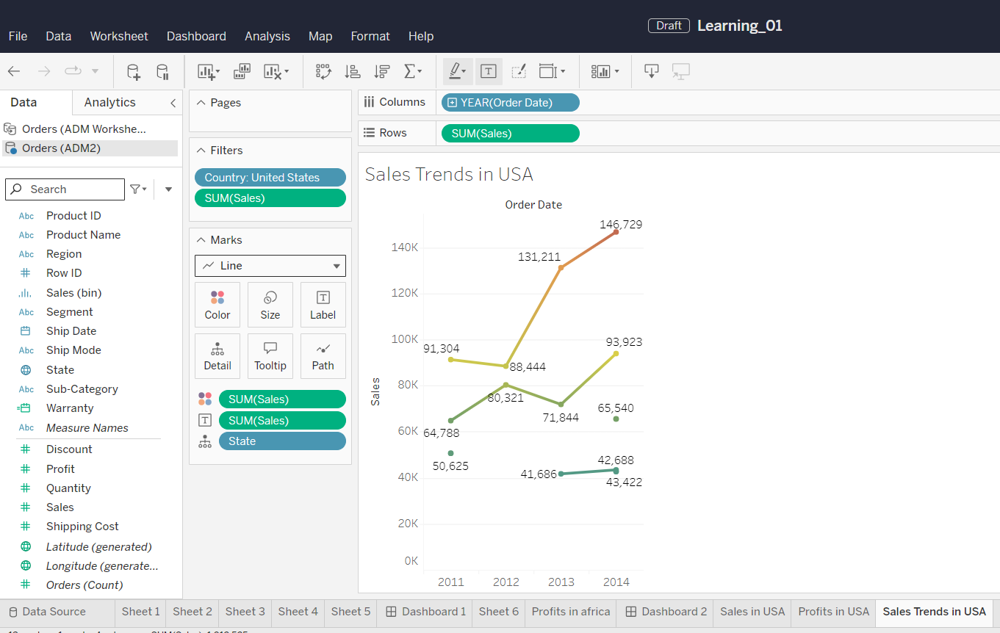 Draft Learning_01
File Data Worksheet Dashboard Analysis Map Format Help
Data Analytics
Orders (ADM Workshe...
Orders (ADM2)
Search
Abc Product ID
Abc Product Name
Abc Region
# Row ID
Sales (bin)
Abc Segment
Ship Date
Abc Ship Mode
State
Abc Sub-Category
Warranty
Abc Measure Names
# Discount
# Profit
# Quantity
# Sales
# Shipping Cost
Latitude (generated)
Longitude (generate...
# Orders (Count)
Pages
Filters
Country: United States
SUM(Sales)
Marks
Line
Color Size Label
Detail Tooltip Path
SUM(Sales)
SUM(Sales)
State
Columns YEAR(Order Date)
Rows SUM(Sales)
Sales Trends in USA
Order Date
146,729
140K
131,211
120K
100K
91,304
93,923
88,444
80K
80,321
71,844
65,540
60K
64,788
50,625
42,688
41,686
40K
43,422
20K
0K
Sales
2011 2012 2013 2014
Data Source Sheet 1 Sheet 2 Sheet 3 Sheet 4 Sheet 5 Dashboard 1 Sheet 6 Profits in africa Dashboard 2 Sales in USA Profits in USA Sales Trends in USA